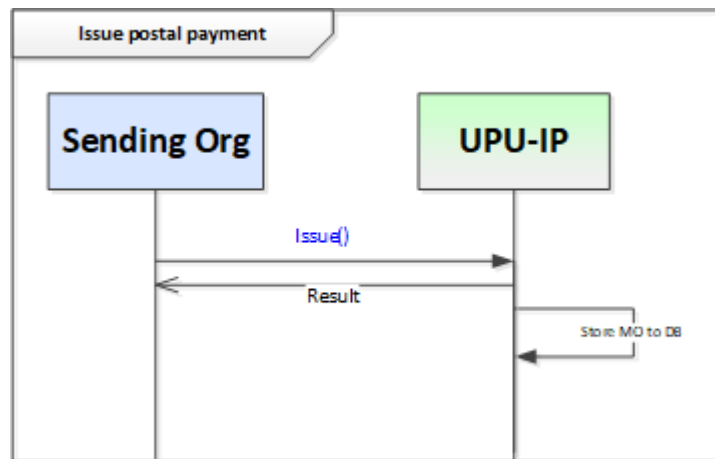 Issue postal payment
Sending Org
UPU-IP
Issue()
Result
Store MO to DB